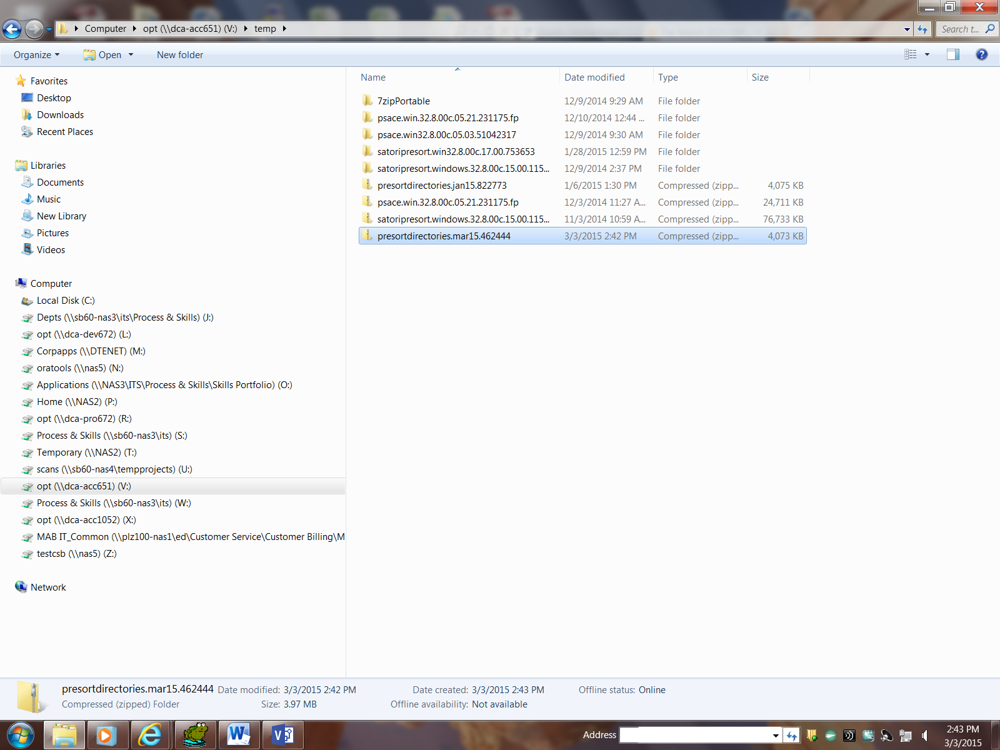 Computer opt (\\dca-acc651) (V:) temp
Search t...
Organize Open New folder
Favorites
Desktop
Downloads
Recent Places
Libraries
Documents
Music
New Library
Pictures
Videos
Computer
Local Disk (C:)
Depts (\\sb60-nas3\its\Process & Skills) (J:)
opt (\\dca-dev672) (L:)
Corpapps (\\DTENET) (M:)
oratools (\\nas5) (N:)
Applications (\\NAS3\ITS\Process & Skills\Skills Portfolio) (O:)
Home (\\NAS2) (P:)
opt (\\dca-pro672) (R:)
Process & Skills (\\sb60-nas3\its) (S:)
Temporary (\\NAS2) (T:)
scans (\\sb60-nas4\tempprojects) (U:)
opt (\\dca-acc651) (V:)
Process & Skills (\\sb60-nas3\its) (W:)
opt (\\dca-acc1052) (X:)
MAB IT_Common (\\plz100-nas1\ed\Customer Service\Customer Billing\M
testcsb (\\nas5) (Z:)
Network
Name Date modified Type Size
7zipPortable 12/9/2014 9:29 AM File folder
psace.win.32.8.00c.05.21.231175.fp 12/10/2014 12:44 ... File folder
psace.win32.8.00c.05.03.51042317 12/9/2014 9:30 AM File folder
satoripresort.win32.8.00c.17.00.753653 1/28/2015 12:59 PM File folder
satoripresort.windows.32.8.00c.15.00.115... 12/9/2014 2:37 PM File folder
presortdirectories.jan15.822773 1/6/2015 1:30 PM Compressed (zipp... 4,075 KB
psace.win.32.8.00c.05.21.231175.fp 12/3/2014 11:27 A... Compressed (zipp... 24,711 KB
satoripresort.windows.32.8.00c.15.00.115... 11/3/2014 10:59 A... Compressed (zipp... 76,733 KB
presortdirectories.mar15.462444 3/3/2015 2:42 PM Compressed (zipp... 4,073 KB
presortdirectories.mar15.462444 Date modified: 3/3/2015 2:42 PM Date created: 3/3/2015 2:43 PM Offline status: Online
Compressed (zipped) Folder Size: 3.97 MB Offline availability: Not available
Address
2:43 PM
3/3/2015